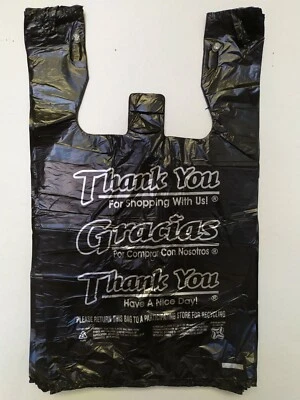 Thank You
For Shopping With Us! ®
Gracias
Por Comprar Con Nosotros ®
Thank You
Have A Nice Day! ®
PLEASE RETURN THIS BAG TO A PARTICIPATING STORE FOR RECYCLING